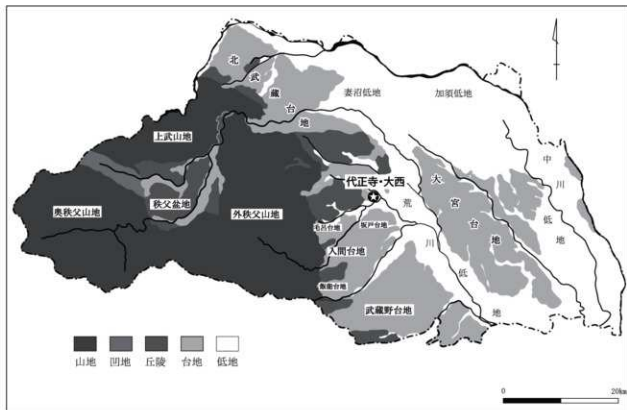 北武蔵台地
妻沼低地
加須低地
上武山地
中川低地
代正寺・大西
大宮台地
秩父盆地
奥秩父山地
外秩父山地
荒川低地
毛呂台地
坂戸台地
入間台地
飯能台地
武蔵野台地
山地
凹地
丘陵
台地
低地
0
20km